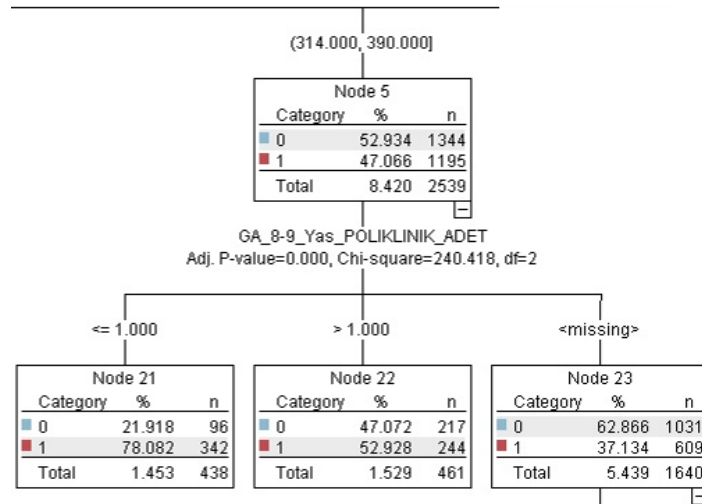 (314.000, 390.000]
Node 5
Category % n
0 52.934 1344
1 47.066 1195
Total 8.420 2539
GA_8-9_Yas_POLIKLINIK_ADET
Adj. P-value=0.000, Chi-square=240.418, df=2
<= 1.000
> 1.000
<missing>
Node 21
Category % n
0 21.918 96
1 78.082 342
Total 1.453 438
Node 22
Category % n
0 47.072 217
1 52.928 244
Total 1.529 461
Node 23
Category % n
0 62.866 1031
1 37.134 609
Total 5.439 1640